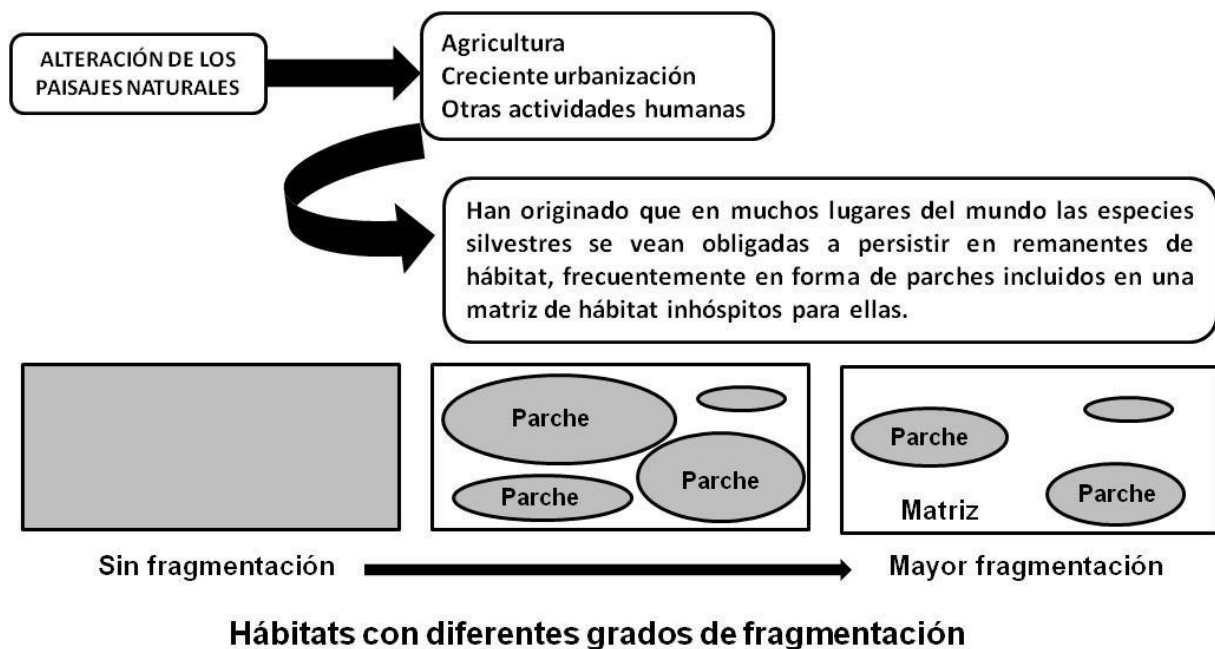 ALTERACIÓN DE LOS
PAISAJES NATURALES
Agricultura
Creciente urbanización
Otras actividades humanas
Han originado que en muchos lugares del mundo las especies
silvestres se vean obligadas a persistir en remanentes de
hábitat, frecuentemente en forma de parches incluidos en una
matriz de hábitat inhóspitos para ellas.
Parche
Parche
Parche
Parche
Parche
Matriz
Sin fragmentación
Mayor fragmentación
Hábitats con diferentes grados de fragmentación